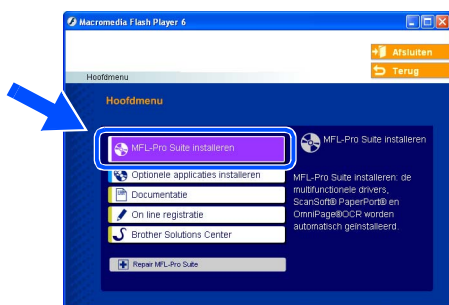 Macromedia Flash Player 6
Afsluiten
Terug
Hoofdmenu
Hoofdmenu
MFL-Pro Suite installeren
Optionele applicaties installeren
Documentatie
On line registratie
Brother Solutions Center
Repair MFL-Pro Suite
MFL-Pro Suite installeren
MFL-Pro Suite installeren: de
multifunctionele drivers,
ScanSoft® PaperPort® en
OmniPage®OCR worden
automatisch geïnstalleerd.